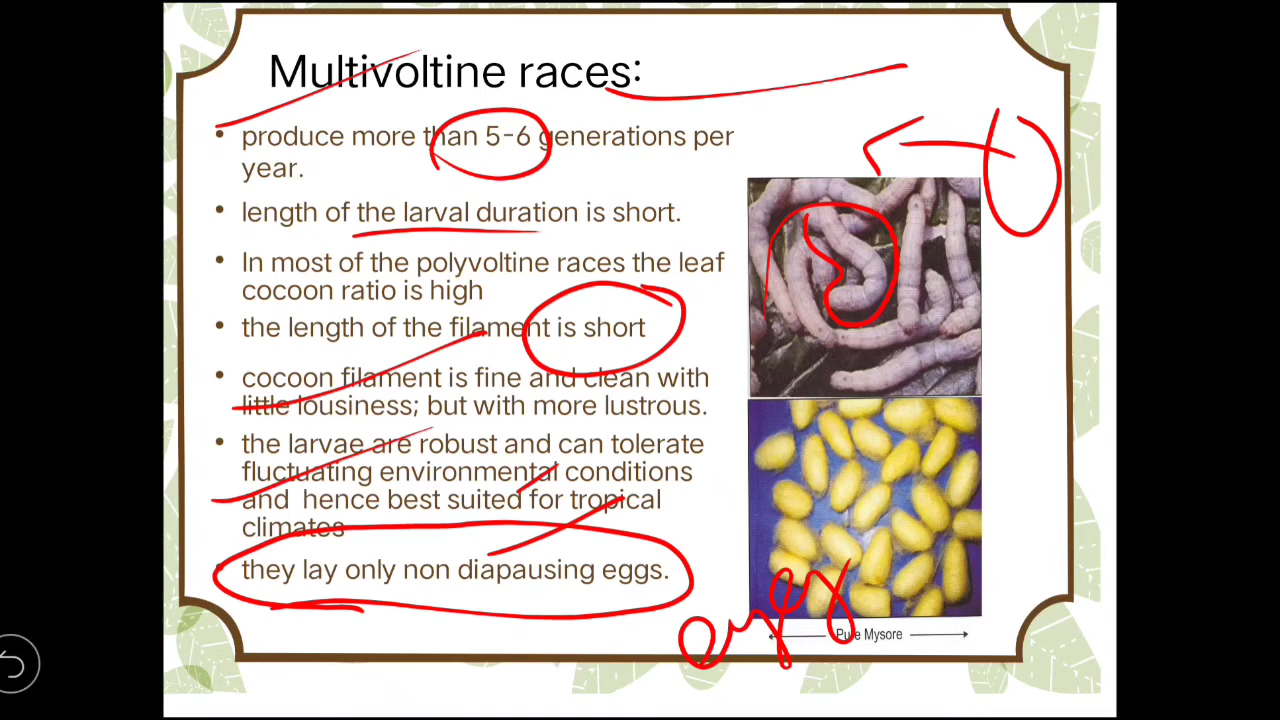 Multivoltine races:
• produce more than 5-6 generations per
year.
• length of the larval duration is short.
• In most of the polyvoltine races the leaf
cocoon ratio is high
• the length of the filament is short
• cocoon filament is fine and clean with
little lousiness; but with more lustrous.
• the larvae are robust and can tolerate
fluctuating environmental conditions
and hence best suited for tropical
climates
• they lay only non diapausing eggs.
Pure Mysore